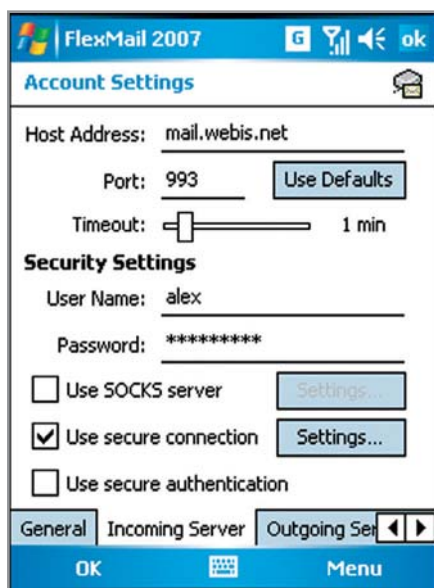 FlexMail 2007 G ok
Account Settings
Host Address: mail.webis.net
Port: 993 Use Defaults
Timeout: 1 min
Security Settings
User Name: alex
Password: *********
Use SOCKS server Settings...
Use secure connection Settings...
Use secure authentication
General Incoming Server Outgoing Ser
OK Menu